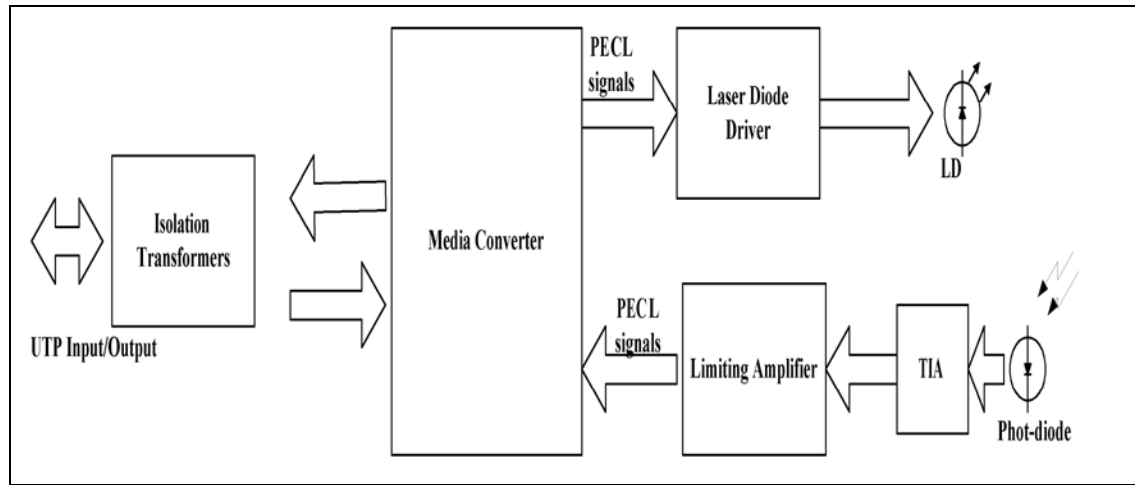 PECL
signals
Laser Diode
Driver
LD
Isolation
Transformers
Media Converter
UTP Input/Output
PECL
signals
Limiting Amplifier
TIA
Phot-diode